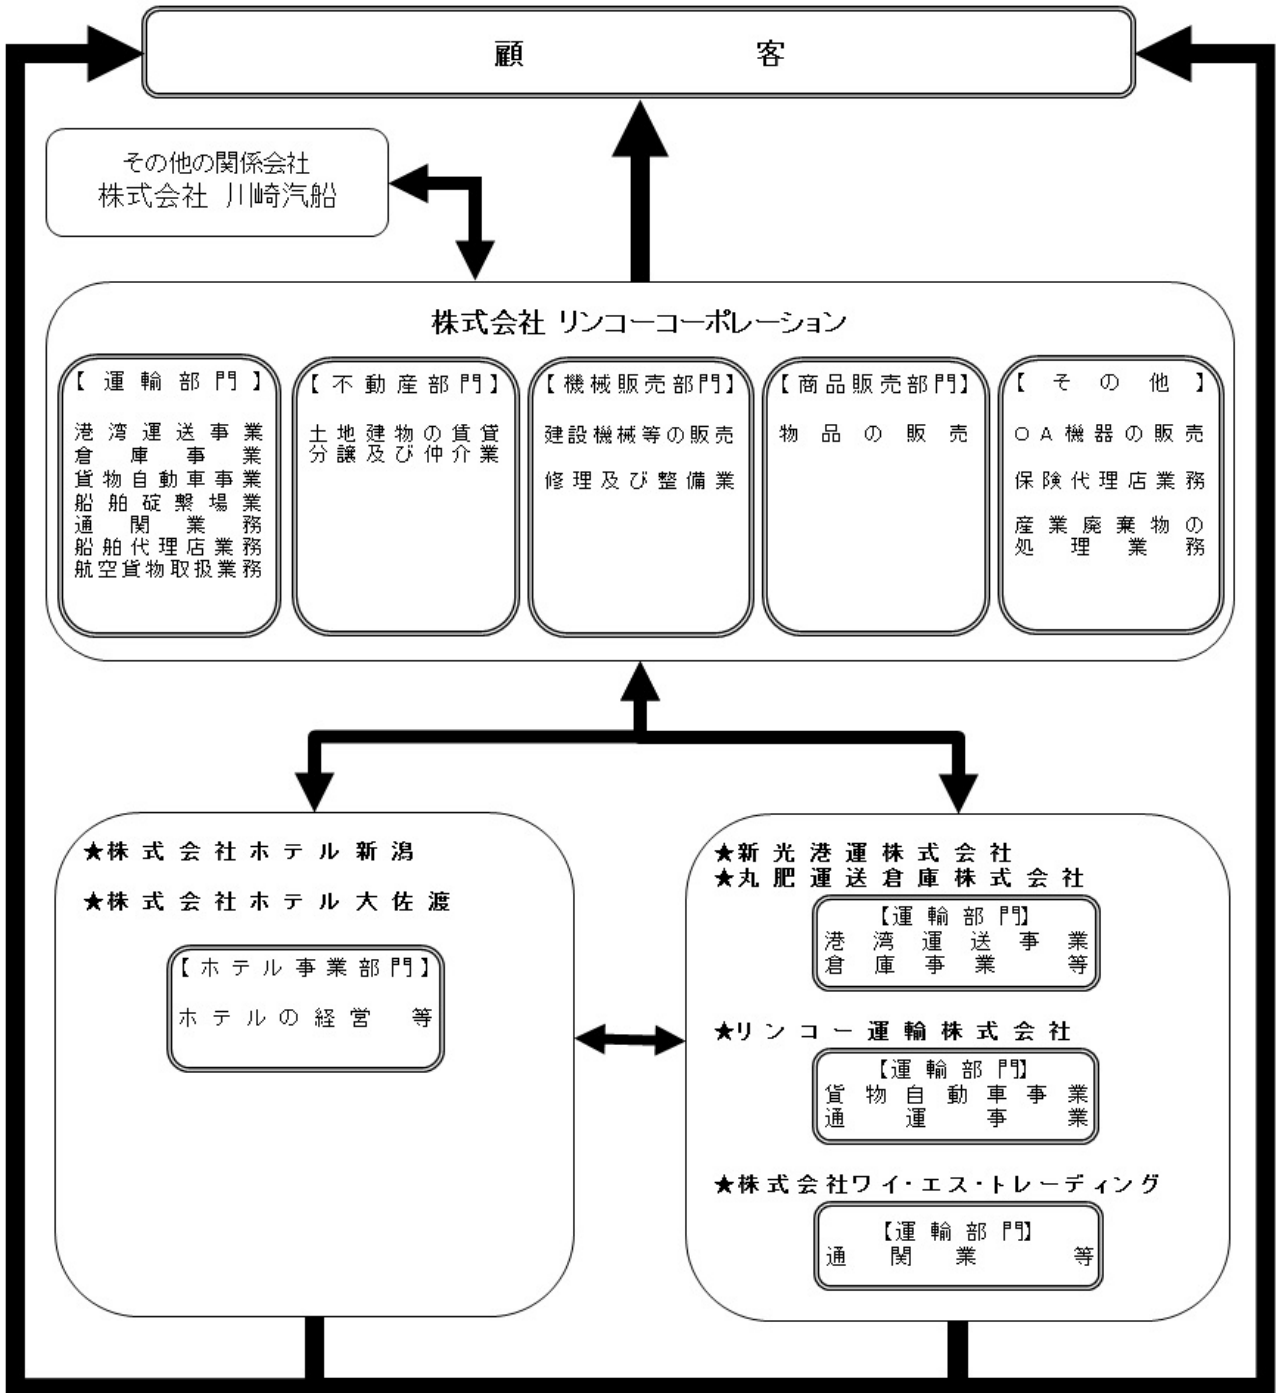 顧客
その他の関係会社
株式会社 川崎汽船
株式会社 リンコーコーポレーション
【運輸部門】
港湾運送事業
倉庫事業
貨物自動車事業
船舶碇繋場業
通関業務
船舶代理店業務
航空貨物取扱業務
【不動産部門】
土地建物の賃貸
分譲及び仲介業
【機械販売部門】
建設機械等の販売
修理及び整備業
【商品販売部門】
物品の販売
【その他】
OA機器の販売
保険代理店業務
産業廃棄物の
処理業務
★株式会社ホテル新潟
★株式会社ホテル大佐渡
【ホテル事業部門】
ホテルの経営 等
★新光港運株式会社
★丸肥運送倉庫株式会社
【運輸部門】
港湾運送事業
倉庫事業等
★リンコー運輸株式会社
【運輸部門】
貨物自動車事業
通運事業
★株式会社ワイ・エス・トレーディング
【運輸部門】
通関業 等